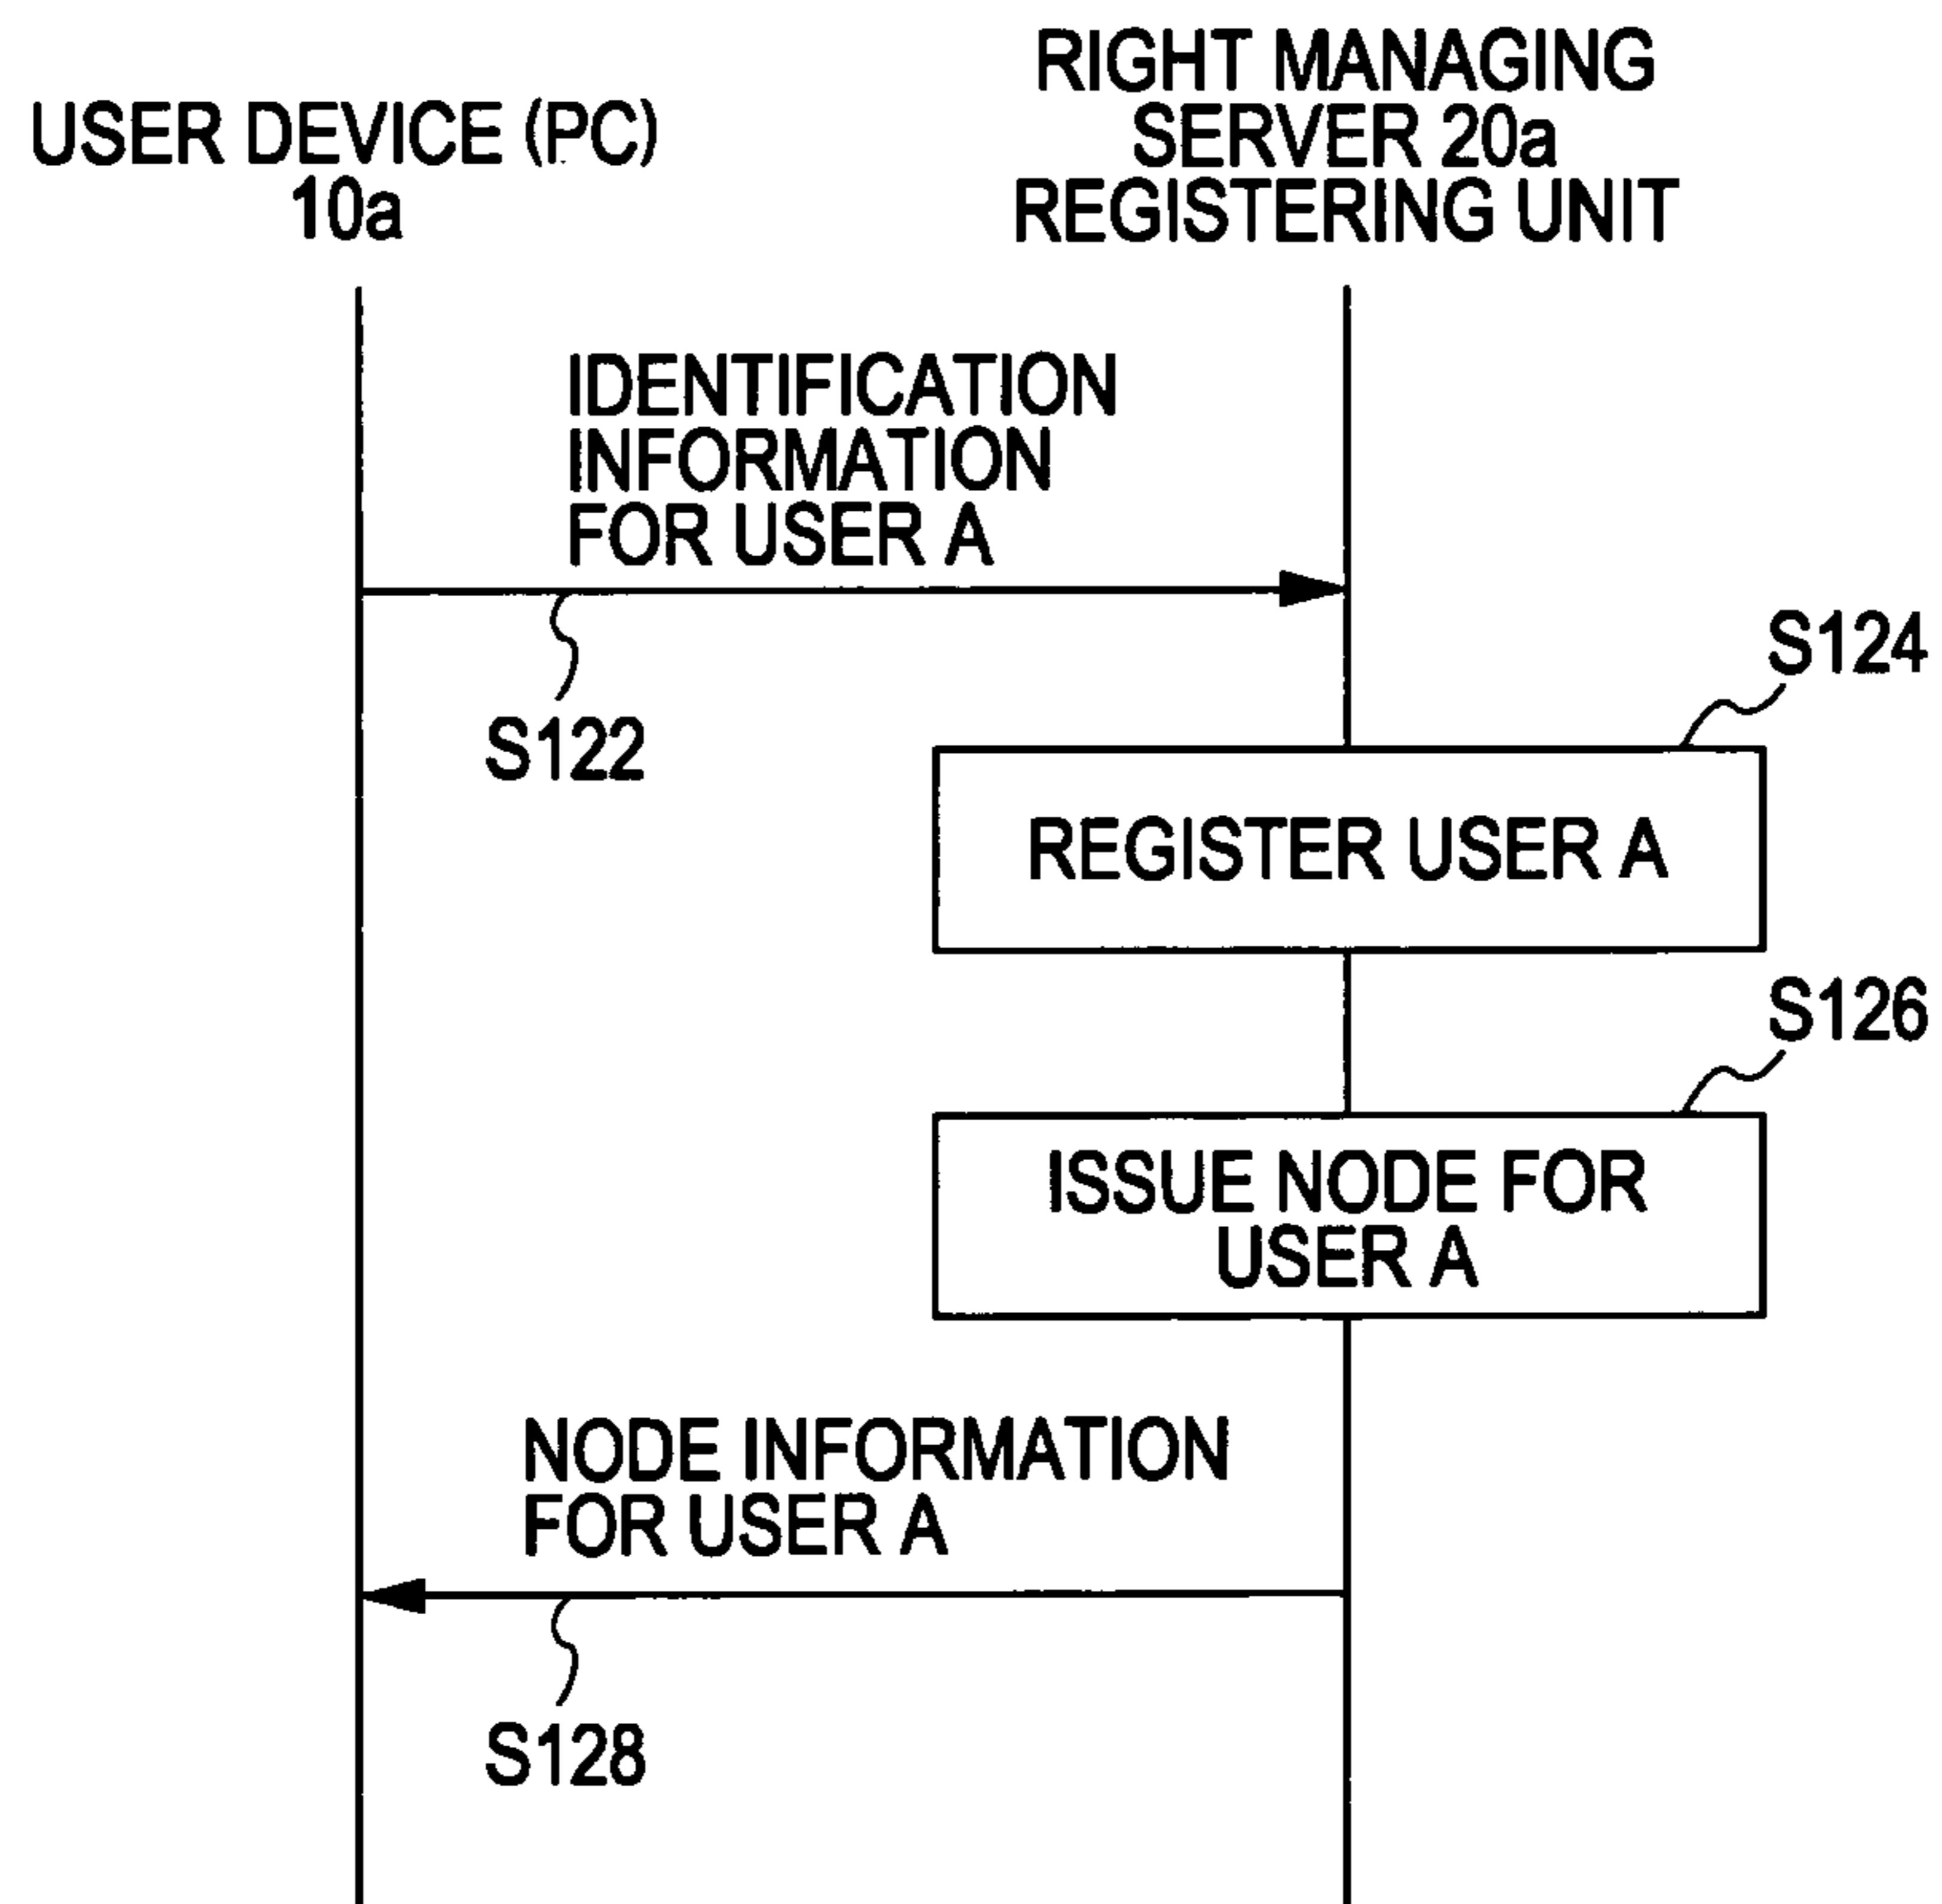 USER DEVICE (PC)
10a
RIGHT MANAGING
SERVER 20a
REGISTERING UNIT
IDENTIFICATION
INFORMATION
FOR USER A
S122
S124
REGISTER USER A
S126
ISSUE NODE FOR
USER A
NODE INFORMATION
FOR USER A
S128